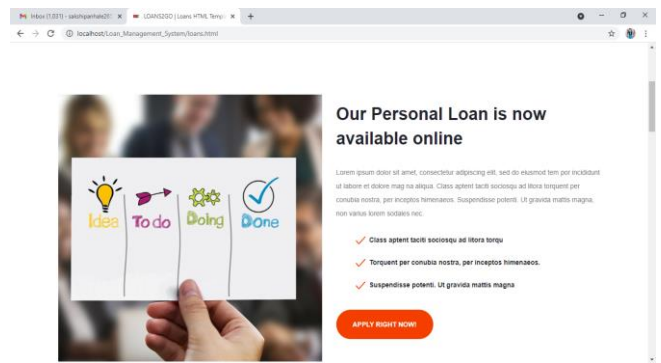 Inbox (1,031) - sakshipanhale26
LOANS2GO | Loans HTML Templ
localhost/Loan_Management_System/loans.html
Our Personal Loan is now
available online
Lorem ipsum dolor sit amet, consectetur adipiscing elit, sed do eiusmod tem por incididunt
ut labore et dolore mag na aliqua. Class aptent taciti sociosqu ad litora torquent per
conubia nostra, per inceptos himenaeos. Suspendisse potenti. Ut gravida mattis magna,
non varius lorem sodales nec.
Class aptent taciti sociosqu ad litora torqu
Torquent per conubia nostra, per inceptos himenaeos.
Suspendisse potenti. Ut gravida mattis magna
APPLY RIGHT NOW!
Idea To do Doing Done